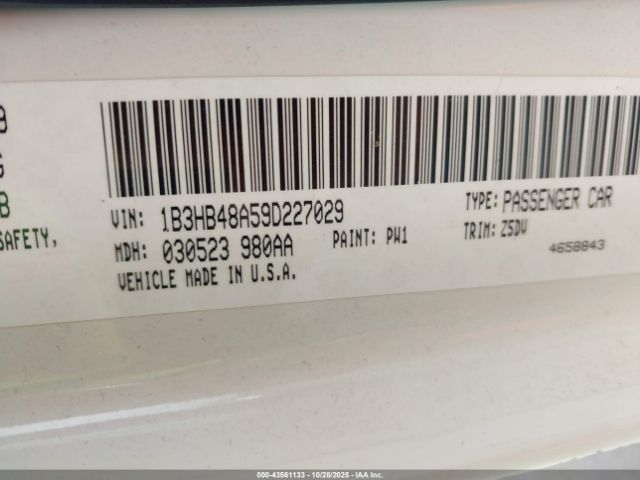 B
SAFETY,
VIN: 1B3HB48A59D227029
TYPE: PASSENGER CAR
MDH: 030523 980AA
PAINT: PW1
TRIM: Z5DV
4658843
VEHICLE MADE IN U.S.A.
000-43561133 - 10/28/2025 - IAA Inc.